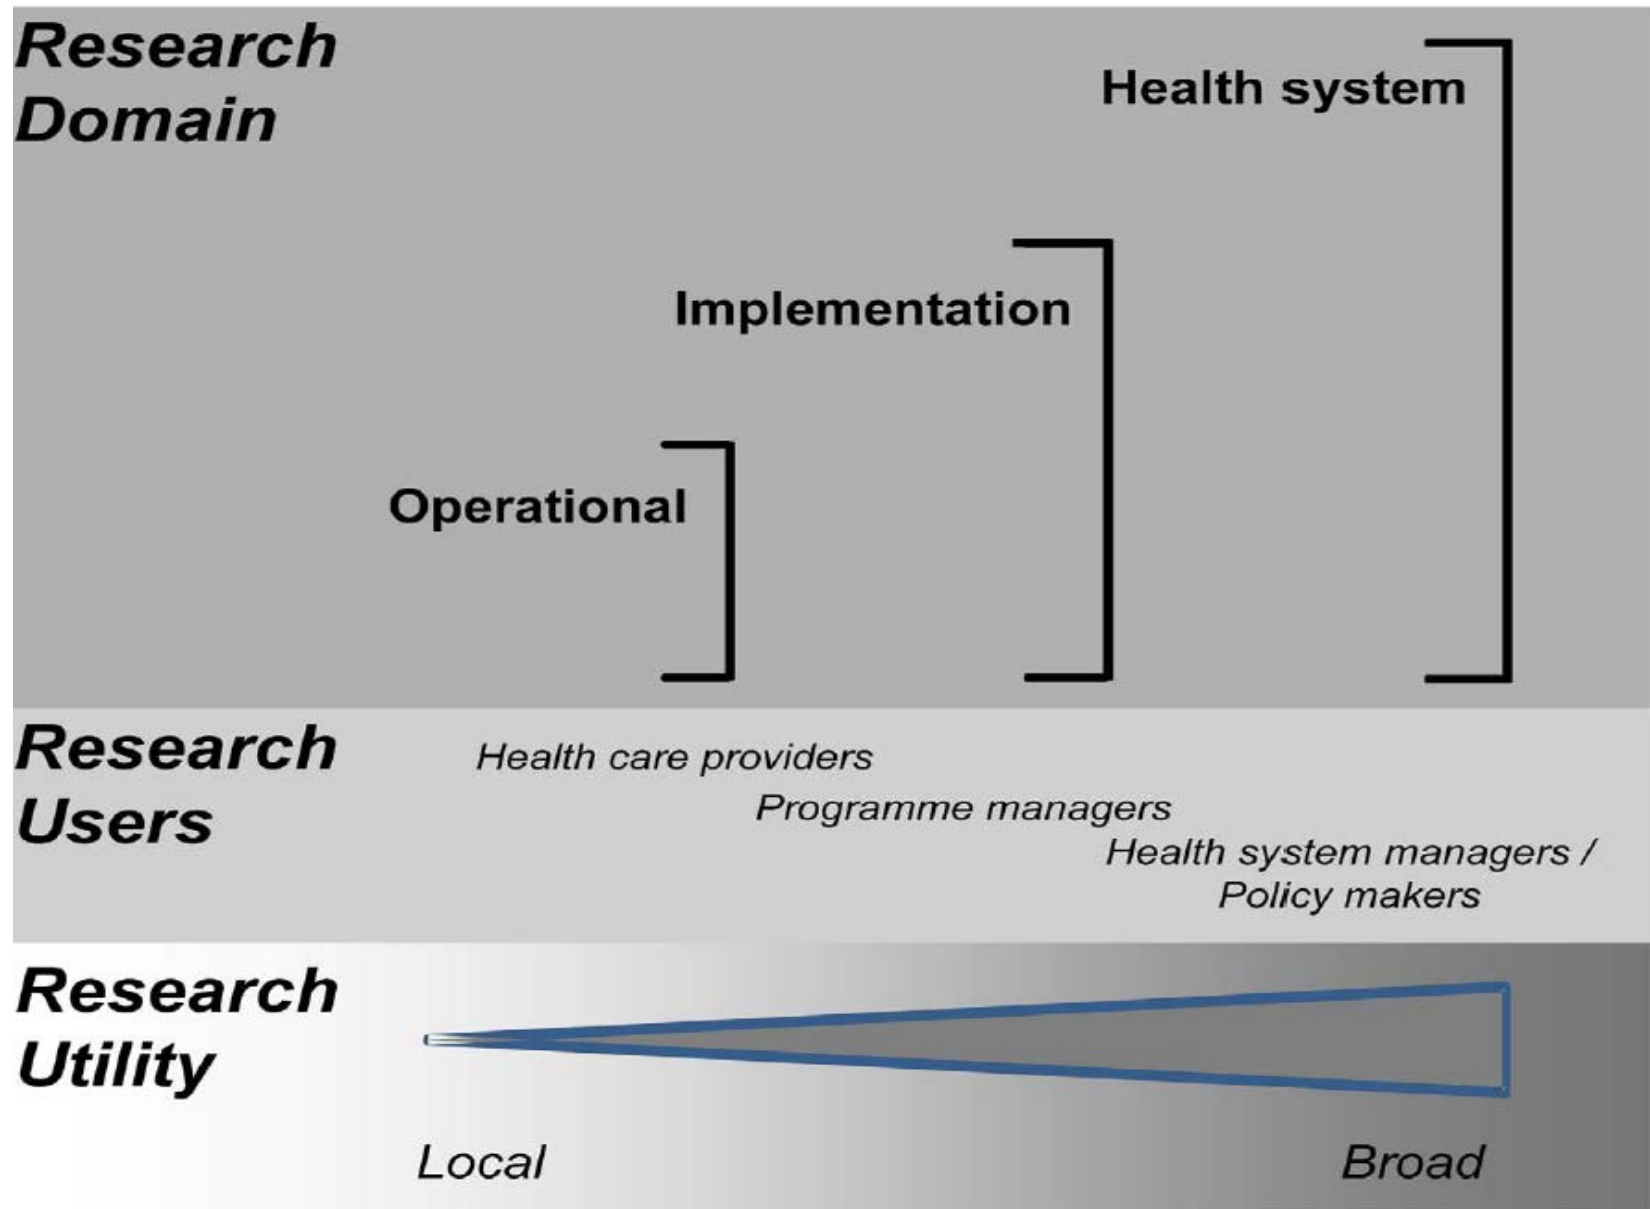 Research
Domain
Health system
Implementation
Operational
Research
Users
Health care providers
Programme managers
Health system managers /
Policy makers
Research
Utility
Local
Broad